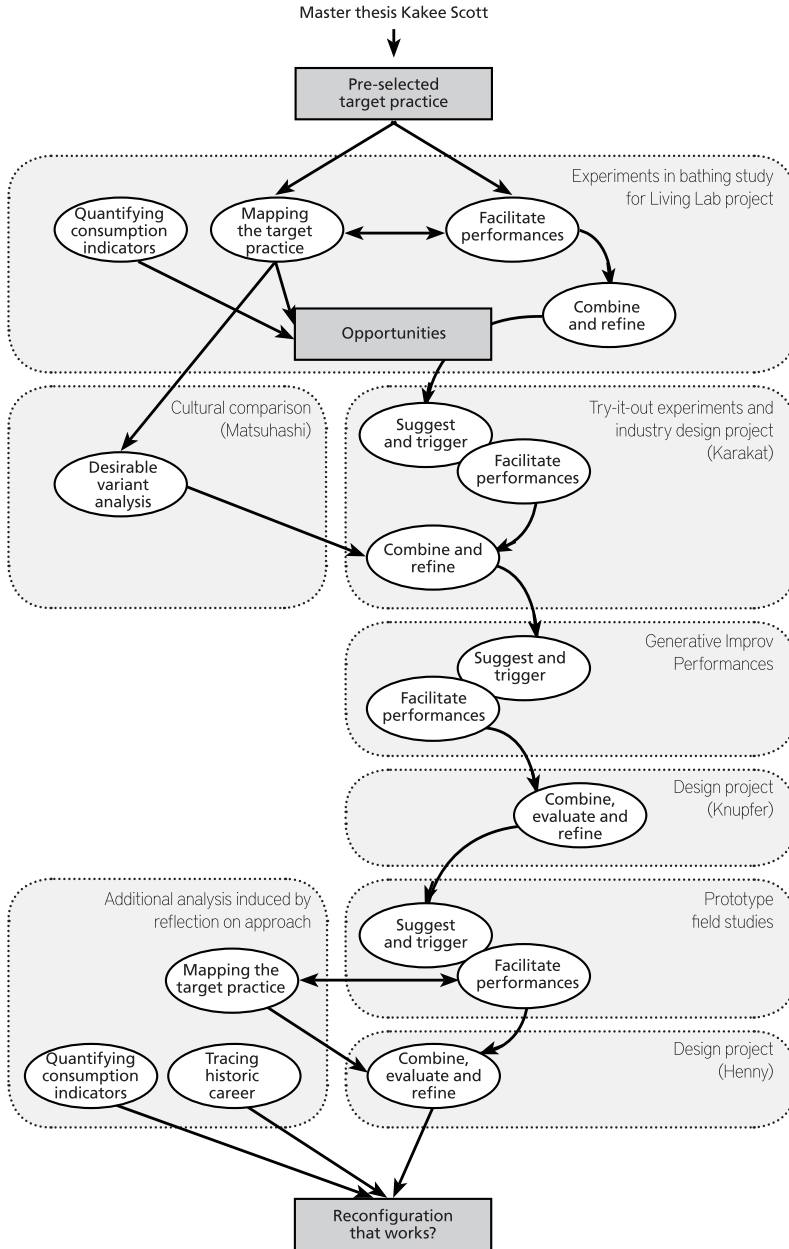 Master thesis Kakee Scott
Pre-selected
target practice
Experiments in bathing study
for Living Lab project
Quantifying
consumption
indicators
Mapping
the target
practice
Facilitate
performances
Combine
and refine
Opportunities
Cultural comparison
(Matsuhashi)
Desirable
variant
analysis
Try-it-out experiments and
industry design project
(Karakat)
Suggest
and trigger
Facilitate
performances
Combine and
refine
Generative Improv
Performances
Suggest and
trigger
Facilitate
performances
Design project
(Knupfer)
Combine,
evaluate and
refine
Additional analysis induced by
reflection on approach
Prototype
field studies
Suggest
and trigger
Facilitate
performances
Mapping the
target practice
Quantifying
consumption
indicators
Tracing
historic
career
Design project
(Henny)
Combine,
evaluate and
refine
Reconfiguration
that works?